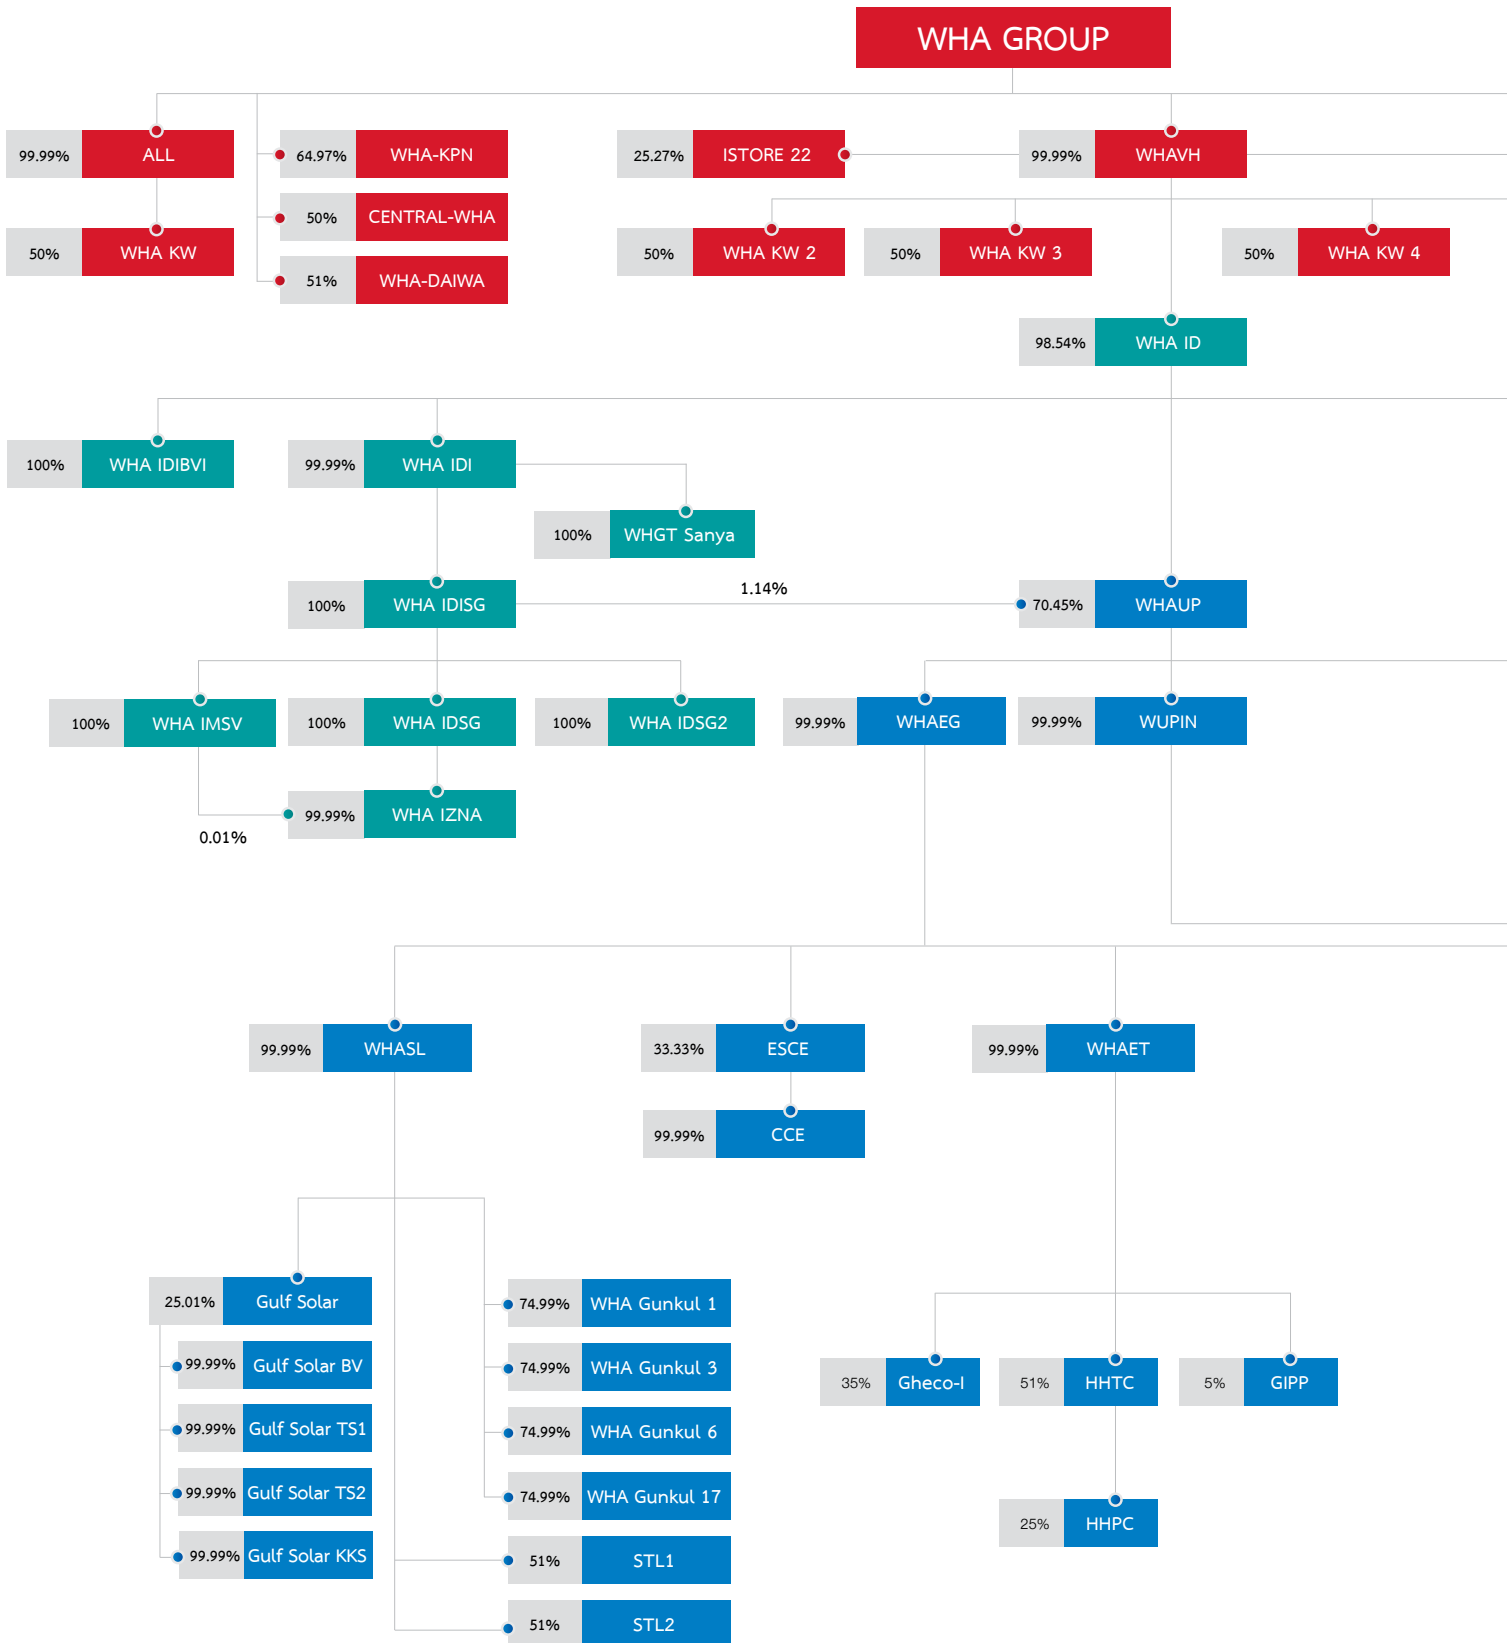 WHA GROUP
99.99% ALL
64.97% WHA-KPN
25.27% ISTORE 22
99.99% WHAVH
50% CENTRAL-WHA
50% WHA KW
50% WHA KW 2
50% WHA KW 3
50% WHA KW 4
51% WHA-DAIWA
98.54% WHA ID
100% WHA IDIBVI
99.99% WHA IDI
100% WHGT Sanya
100% WHA IDISG
1.14%
70.45% WHAUP
100% WHA IMSV
100% WHA IDSG
100% WHA IDSG2
99.99% WHAEG
99.99% WUPIN
99.99% WHA IZNA
0.01%
99.99% WHASL
33.33% ESCE
99.99% WHAET
99.99% CCE
25.01% Gulf Solar
74.99% WHA Gunkul 1
99.99% Gulf Solar BV
74.99% WHA Gunkul 3
35% Gheco-I
51% HHTC
5% GIPP
99.99% Gulf Solar TS1
74.99% WHA Gunkul 6
99.99% Gulf Solar TS2
74.99% WHA Gunkul 17
25% HHPC
99.99% Gulf Solar KKS
51% STL1
51% STL2